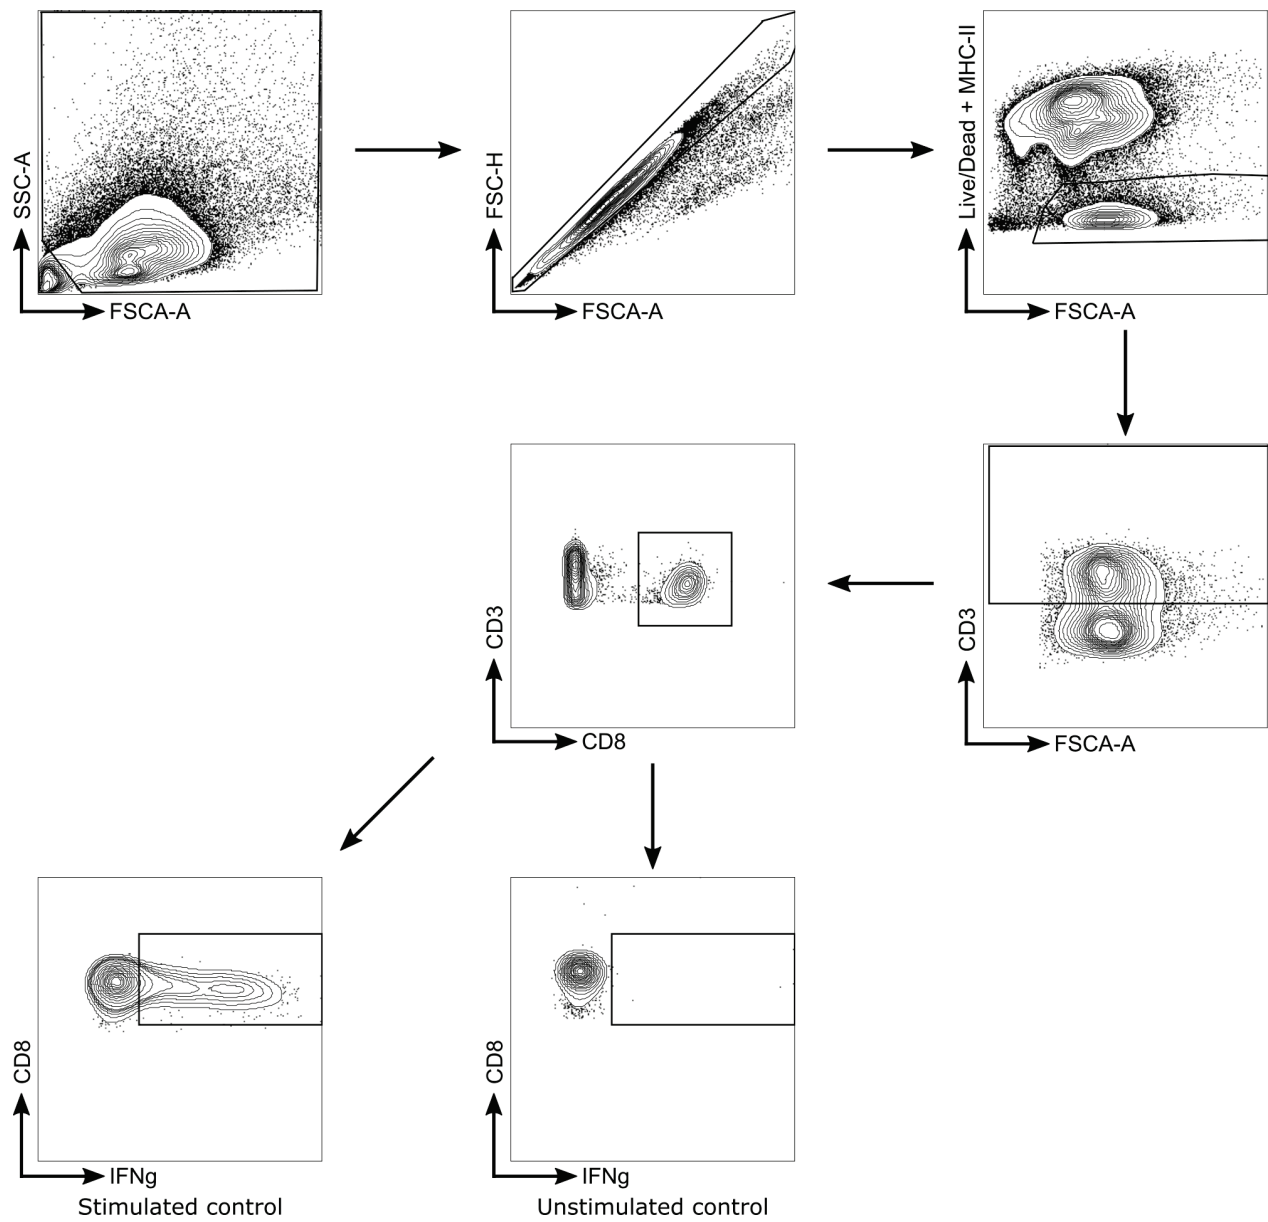 SSC-A
FSCA-A
FSC-H
FSCA-A
Live/Dead + MHC-II
FSCA-A
CD3
CD8
CD3
FSCA-A
CD8
IFNg
Stimulated control
CD8
IFNg
Unstimulated control